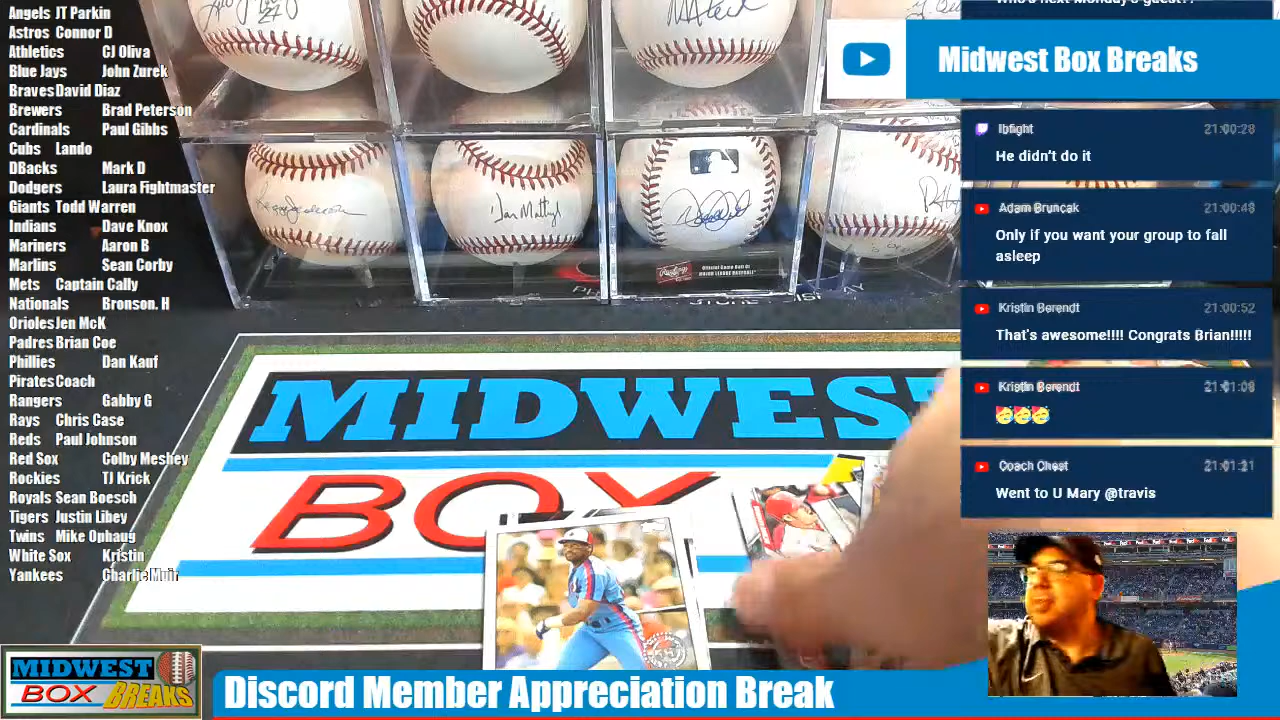 Angels JT Parkin
Astros Connor D
Athletics CJ Oliva
Blue Jays John Zurek
Braves David Diaz
Brewers Brad Peterson
Cardinals Paul Gibbs
Cubs Lando
DBacks Mark D
Dodgers Laura Fightmaster
Giants Todd Warren
Indians Dave Knox
Mariners Aaron B
Marlins Sean Corby
Mets Captain Cally
Nationals Bronson. H
Orioles Jen McK
Padres Brian Coe
Phillies Dan Kauf
Pirates Coach
Rangers Gabby G
Rays Chris Case
Reds Paul Johnson
Red Sox Colby Meshey
Rockies TJ Krick
Royals Sean Boesch
Tigers Justin Libey
Twins Mike Ophaug
White Sox Kristin
Yankees Charlie Muir
MIDWEST
BOX
Midwest Box Breaks
lbfight 21:00:28
He didn't do it
Adam Bruncak 21:00:48
Only if you want your group to fall
asleep
Kristin Berendt 21:00:52
That's awesome!!!! Congrats Brian!!!!!
Kristin Berendt 21:01:08
Coach Chest 21:01:21
Went to U Mary @travis
MIDWEST
BOX BREAKS
Discord Member Appreciation Break